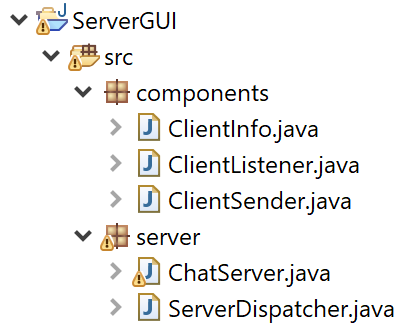 ServerGUI
src
components
ClientInfo.java
ClientListener.java
ClientSender.java
server
ChatServer.java
ServerDispatcher.java